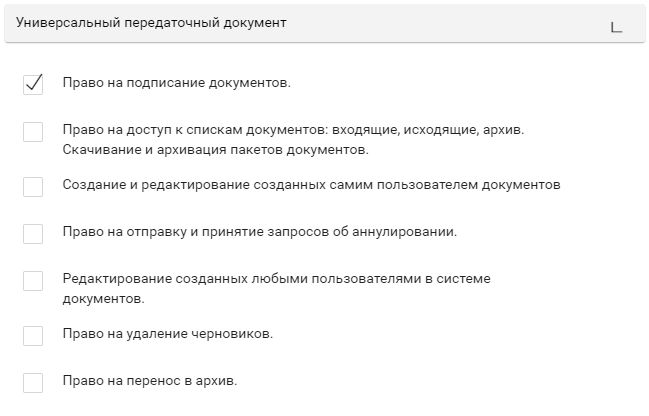 Универсальный передаточный документ
Право на подписание документов.
Право на доступ к спискам документов: входящие, исходящие, архив.
Скачивание и архивация пакетов документов.
Создание и редактирование созданных самим пользователем документов
Право на отправку и принятие запросов об аннулировании.
Редактирование созданных любыми пользователями в системе
документов.
Право на удаление черновиков.
Право на перенос в архив.